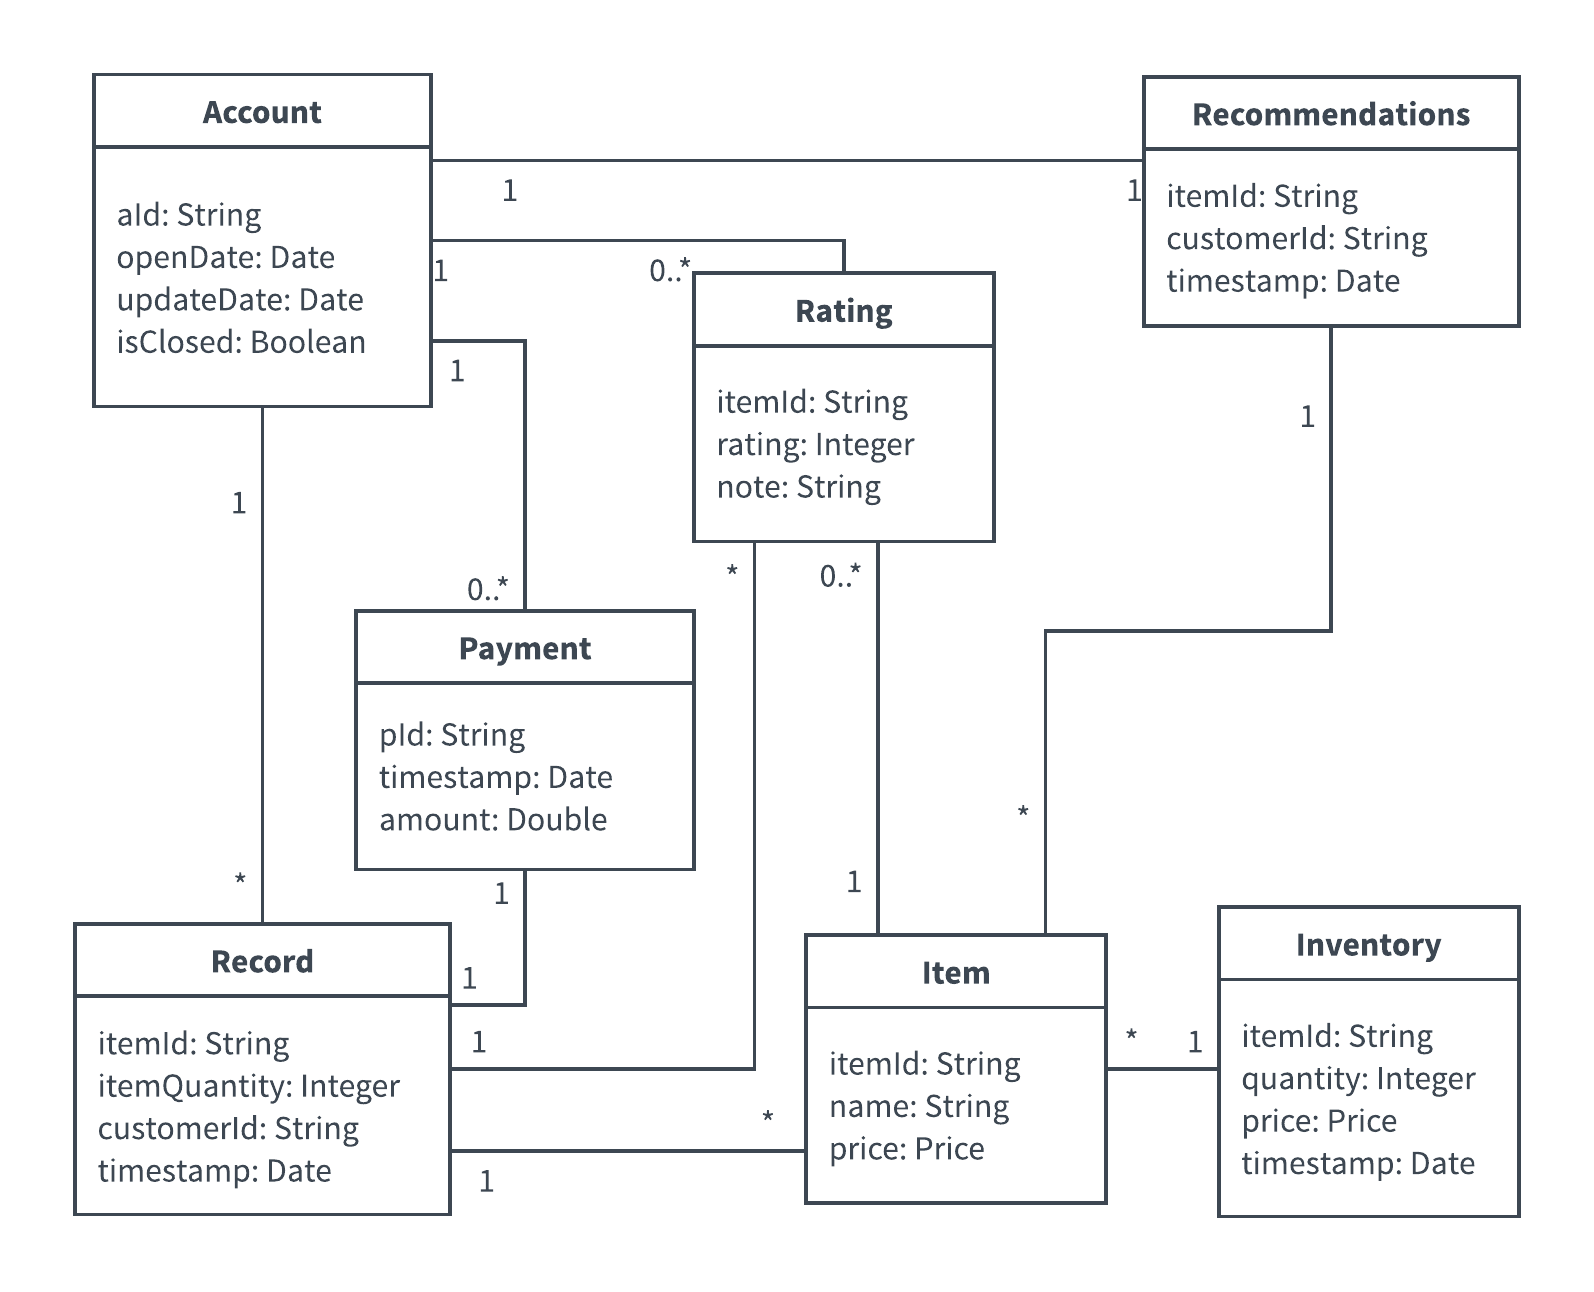 Account
aId: String
openDate: Date
updateDate: Date
isClosed: Boolean
Recommendations
itemId: String
customerId: String
timestamp: Date
1
1
1
0..*
Rating
itemId: String
rating: Integer
note: String
1
1
1
0..*
*
0..*
Payment
pId: String
timestamp: Date
amount: Double
*
*
1
1
Record
itemId: String
itemQuantity: Integer
customerId: String
timestamp: Date
1
1
*
1
Item
itemId: String
name: String
price: Price
*
1
Inventory
itemId: String
quantity: Integer
price: Price
timestamp: Date